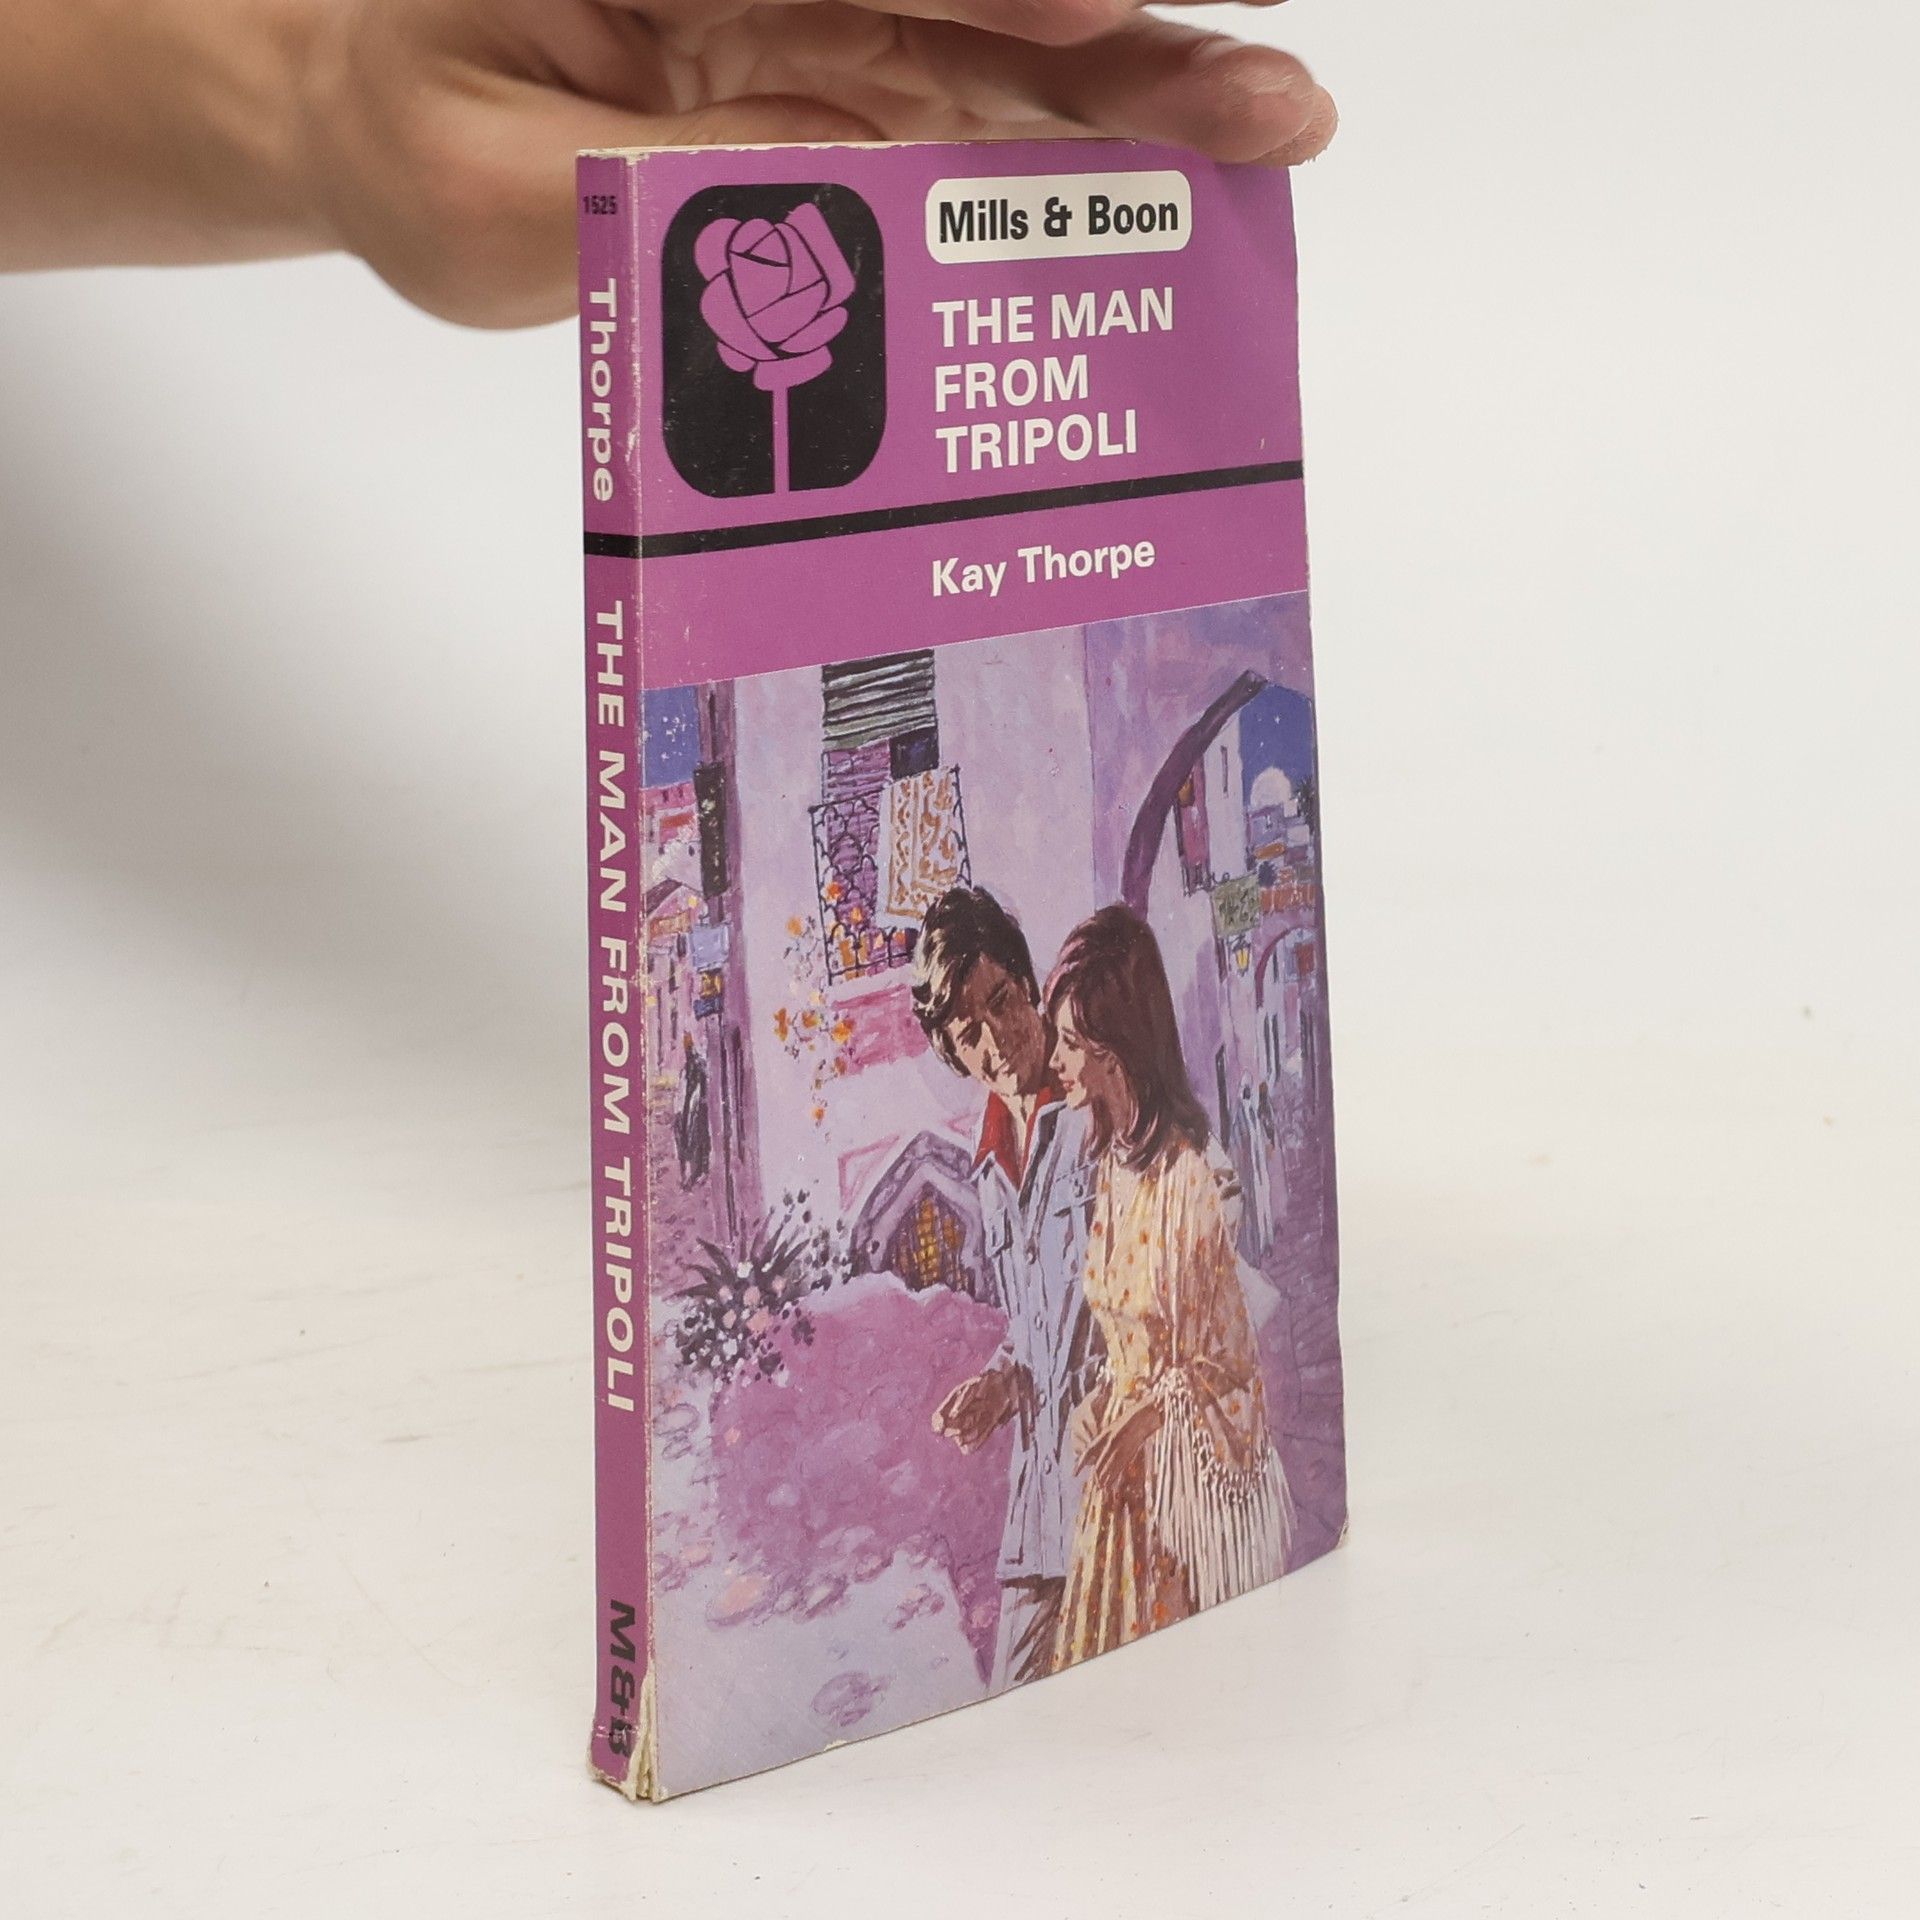 1525
Thorpe
THE MAN FROM TRIPOLI
M&B
Mills & Boon
THE MAN
FROM
TRIPOLI
Kay Thorpe